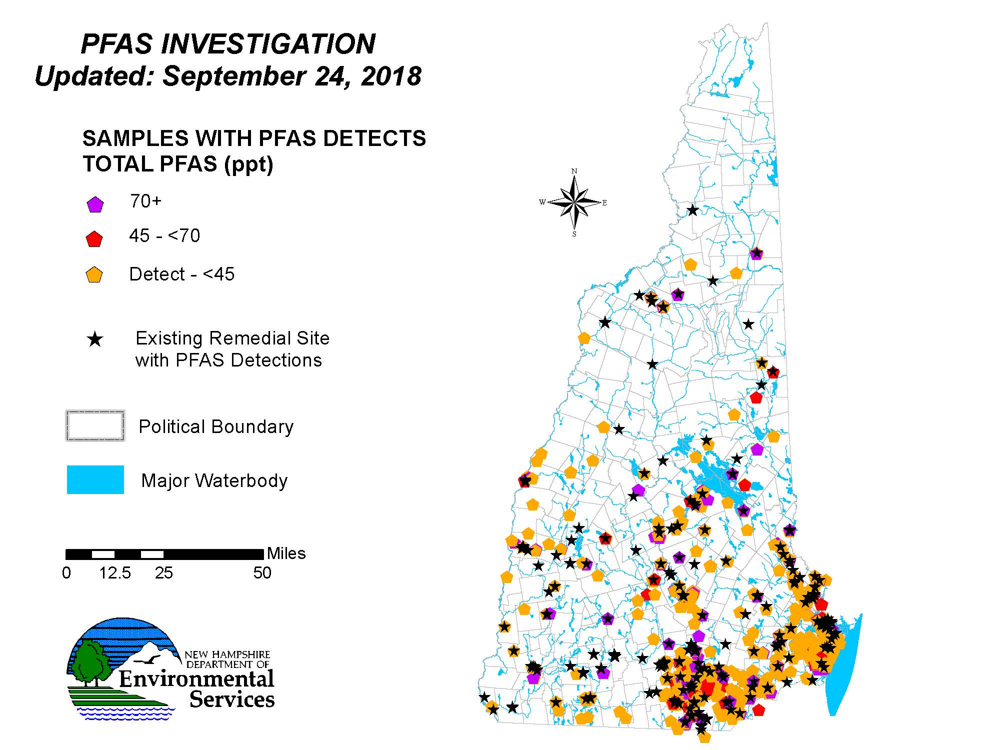 PFAS INVESTIGATION
Updated: September 24, 2018
SAMPLES WITH PFAS DETECTS
TOTAL PFAS (ppt)
70+
45 - <70
Detect - <45
Existing Remedial Site
with PFAS Detections
Political Boundary
Major Waterbody
Miles
0 12.5 25 50
NEW HAMPSHIRE
DEPARTMENT OF
Environmental
Services
N
W E
S